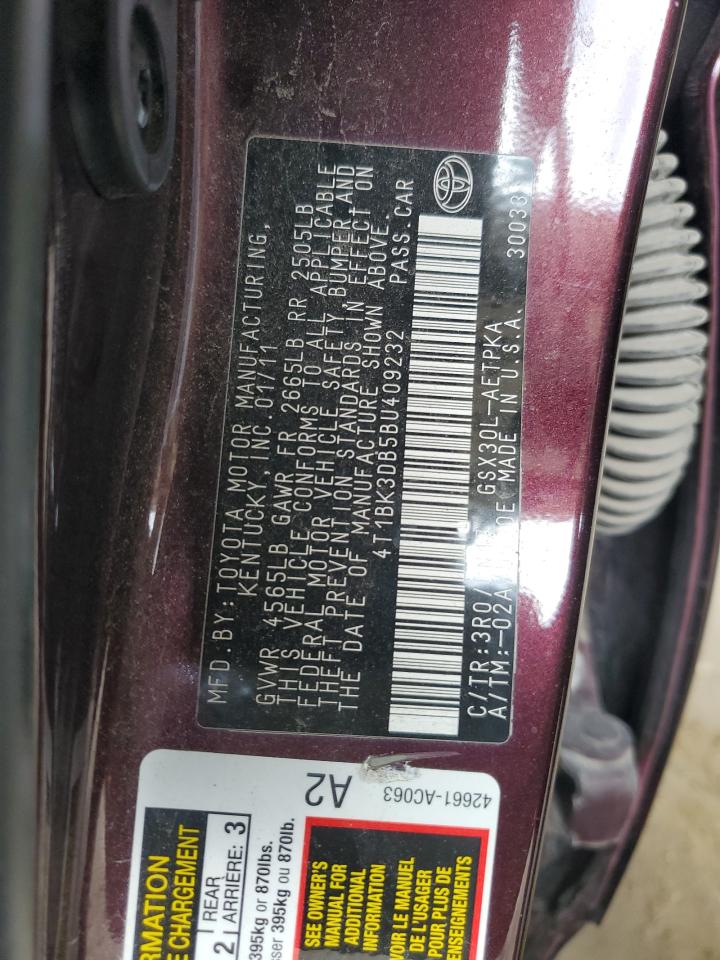 MFD.BY:TOYOTA MOTOR MANUFACTURING,
KENTUCKY, INC. 01/11
GVWR 4565LB GAWR FR 2665LB RR 2505LB
THIS VEHICLE CONFORMS TO ALL APPLICABLE
FEDERAL MOTOR VEHICLE SAFETY, BUMPER, AND
THEFT PREVENTION STANDARDS IN EFFECT ON
THE DATE OF MANUFACTURE SHOWN ABOVE.
4T1BK3DB5BU409232 PASS.CAR
C/TR:3R0/ GSX30L-AETPKA
A/TM:-02A/ MADE IN U.S.A. 30038
A2
42661-AC063
RMATION
E CHARGEMENT
REAR
2 ARRIÈRE: 3
395kg or 870lbs.
sser 395kg ou 870lb.
SEE OWNER'S
MANUAL FOR
ADDITIONAL
INFORMATION
VOIR LE MANUEL
DE L'USAGER
POUR PLUS DE
RENSEIGNEMENTS